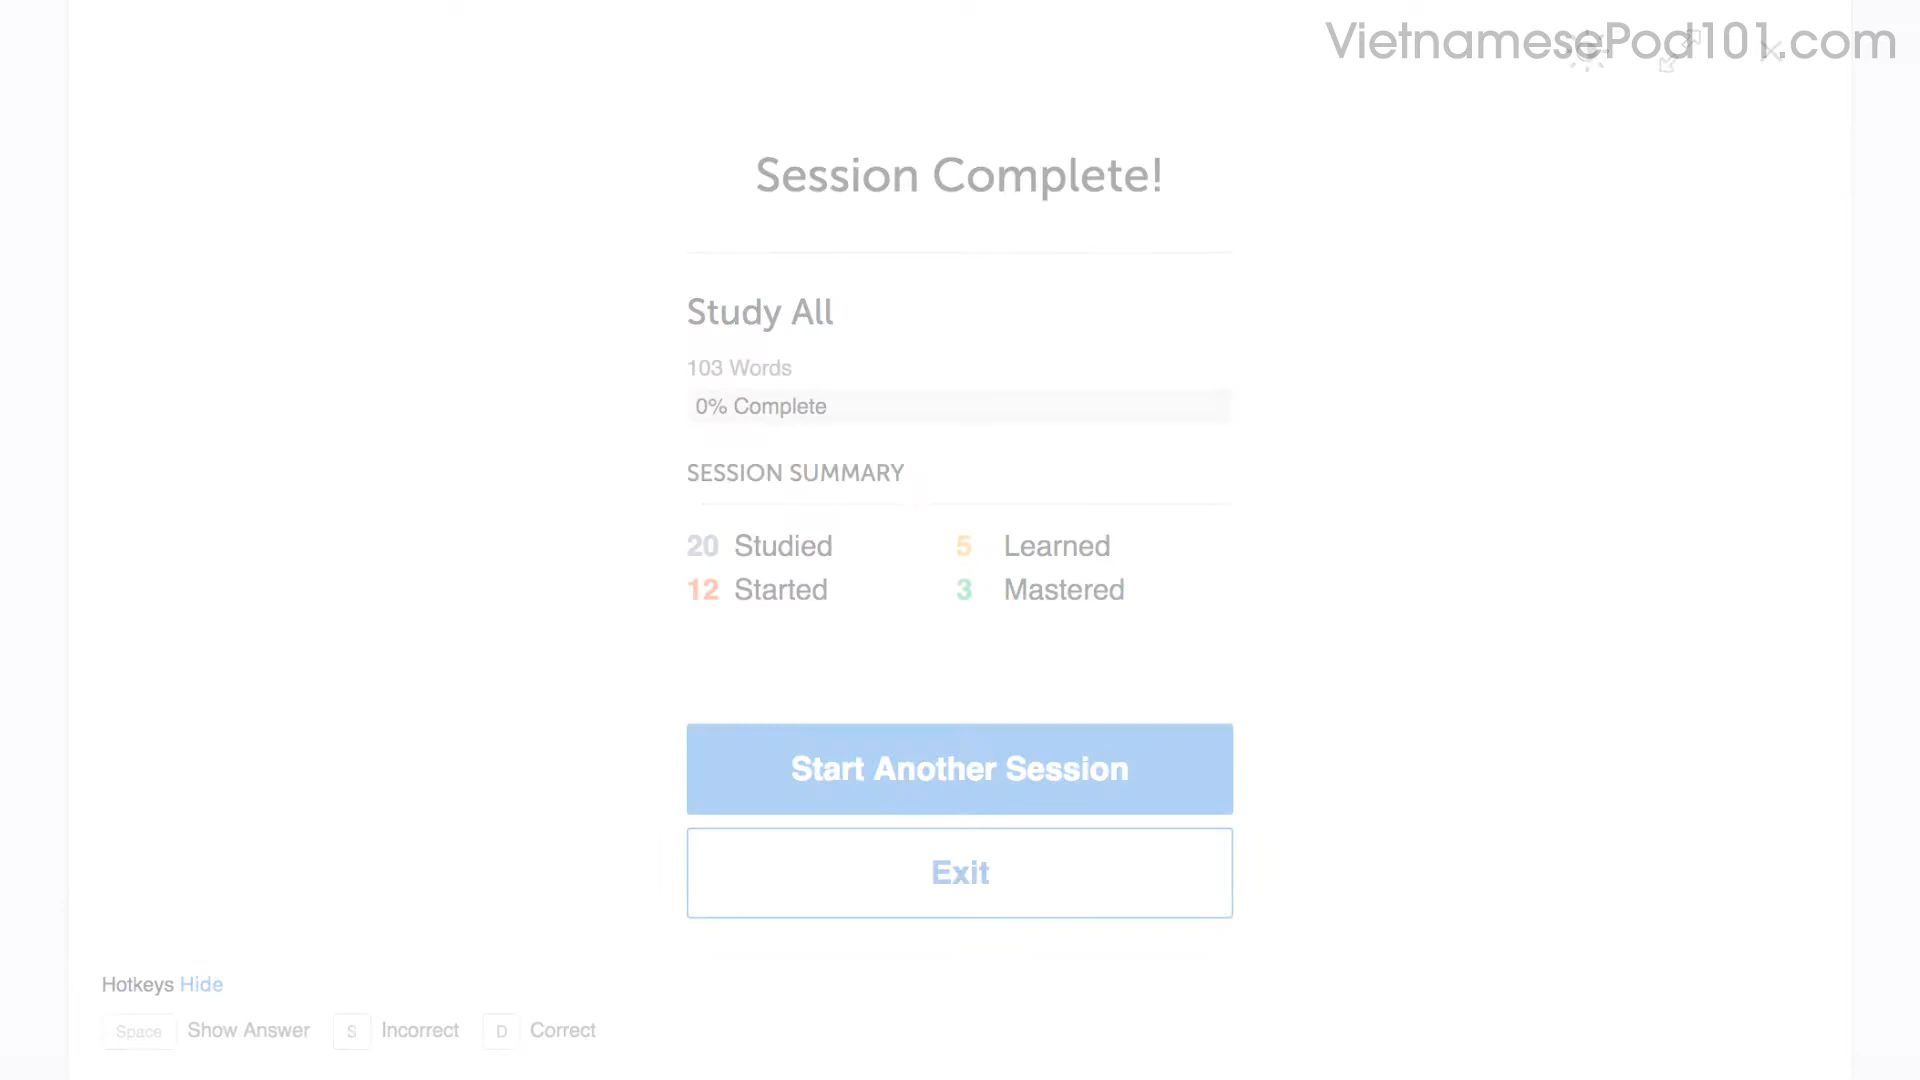 VietnamesePod101.com
Session Complete!
Study All
103 Words
0% Complete
SESSION SUMMARY
20 Studied 5 Learned
12 Started 3 Mastered
Start Another Session
Exit
Hotkeys Hide
Space Show Answer S Incorrect D Correct